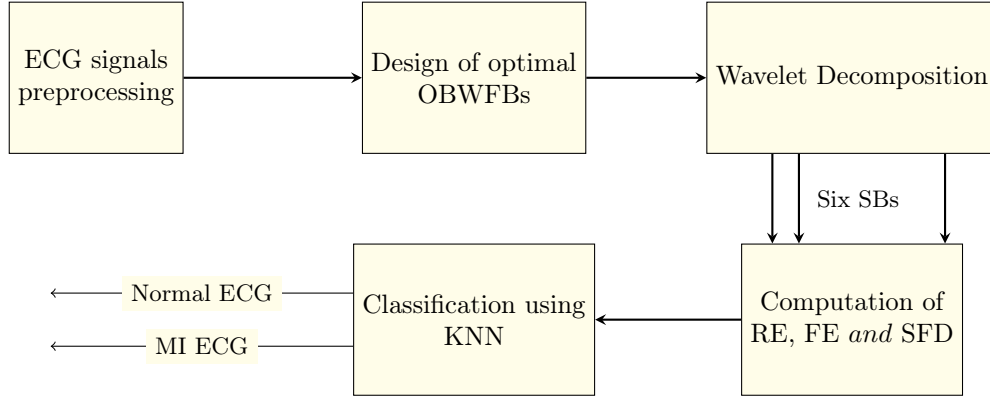 ECG signals
preprocessing
Design of optimal
OBWFBs
Wavelet Decomposition
Six SBs
Computation of
RE, FE and SFD
Classification using
KNN
Normal ECG
MI ECG